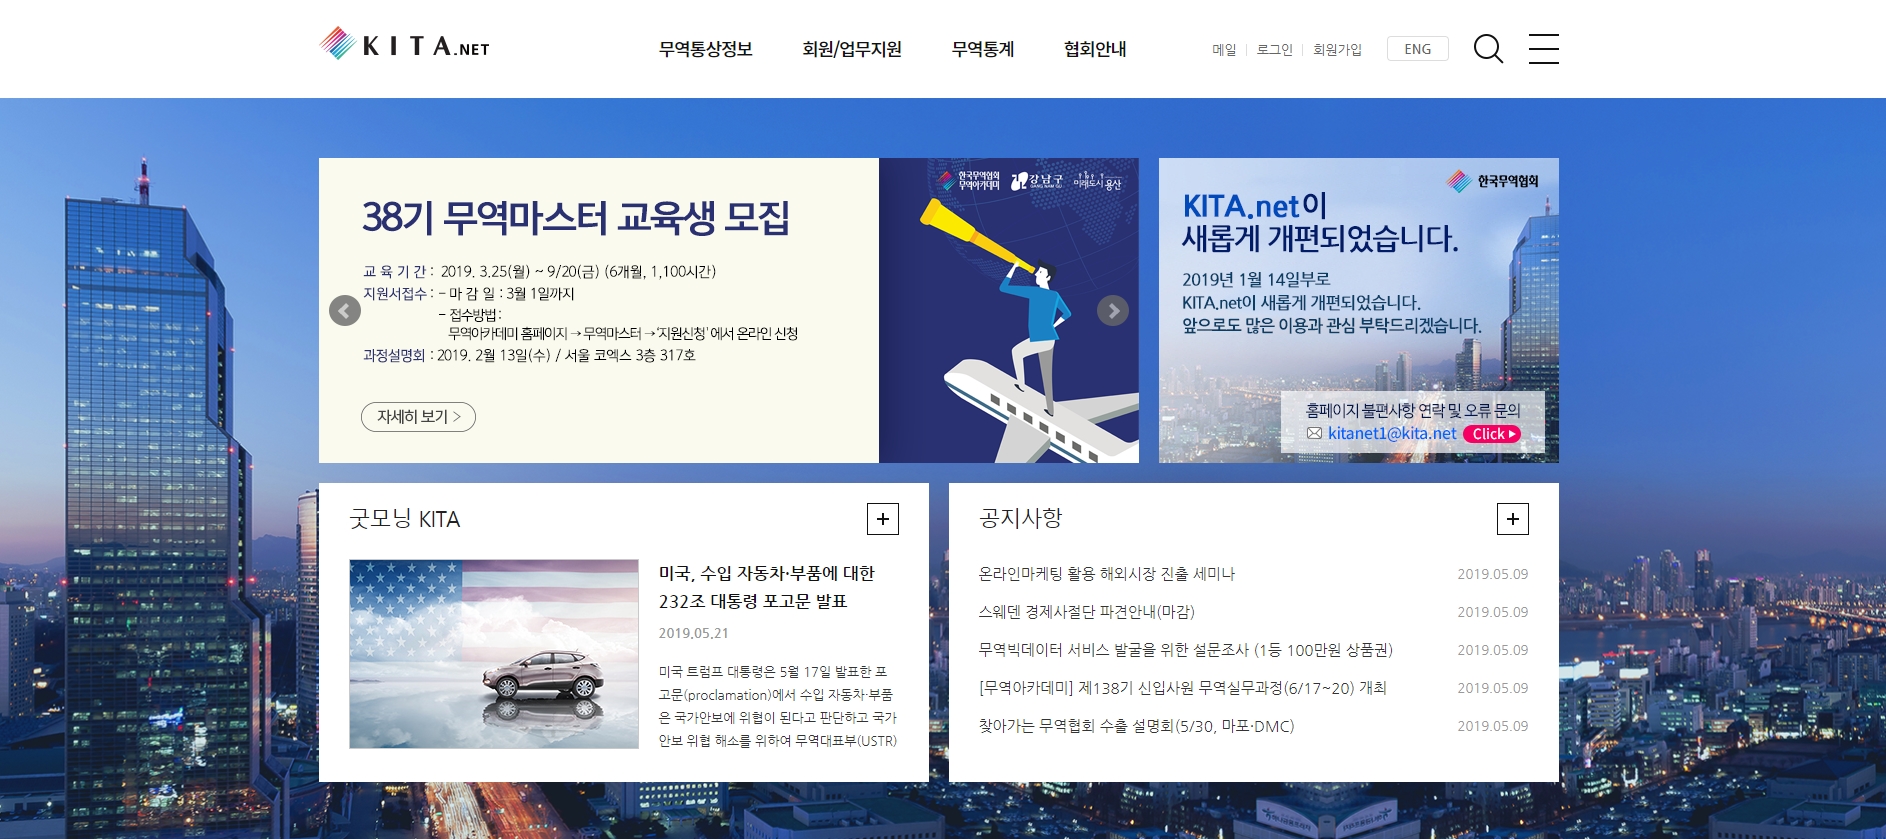 KITA.NET
무역통상정보 회원/업무지원 무역통계 협회안내
메일 로그인 회원가입 ENG
38기 무역마스터 교육생 모집
교 육 기 간 : 2019. 3.25(월) ~ 9/20(금) (6개월, 1,100시간)
지원서접수 : - 마 감 일 : 3월 1일까지
- 접수방법 :
무역아카데미 홈페이지 → 무역마스터 → '지원신청' 에서 온라인 신청
과정설명회 : 2019. 2월 13일(수) / 서울 코엑스 3층 317호
자세히 보기 >
한국무역협회
무역아카데미
강남구
GANG NAM GU
미래도시 용산
한국무역협회
KITA.net이
새롭게 개편되었습니다.
2019년 1월 14일부로
KITA.net이 새롭게 개편되었습니다.
앞으로도 많은 이용과 관심 부탁드리겠습니다.
홈페이지 불편사항 연락 및 오류 문의
kitanet1@kita.net Click
굿모닝 KITA
미국, 수입 자동차·부품에 대한
232조 대통령 포고문 발표
2019.05.21
미국 트럼프 대통령은 5월 17일 발표한 포
고문(proclamation)에서 수입 자동차·부품
은 국가안보에 위협이 된다고 판단하고 국가
안보 위협 해소를 위하여 무역대표부(USTR)
공지사항
온라인마케팅 활용 해외시장 진출 세미나 2019.05.09
스웨덴 경제사절단 파견안내(마감) 2019.05.09
무역빅데이터 서비스 발굴을 위한 설문조사 (1등 100만원 상품권) 2019.05.09
[무역아카데미] 제138기 신입사원 무역실무과정(6/17~20) 개최 2019.05.09
찾아가는 무역협회 수출 설명회(5/30, 마포·DMC) 2019.05.09